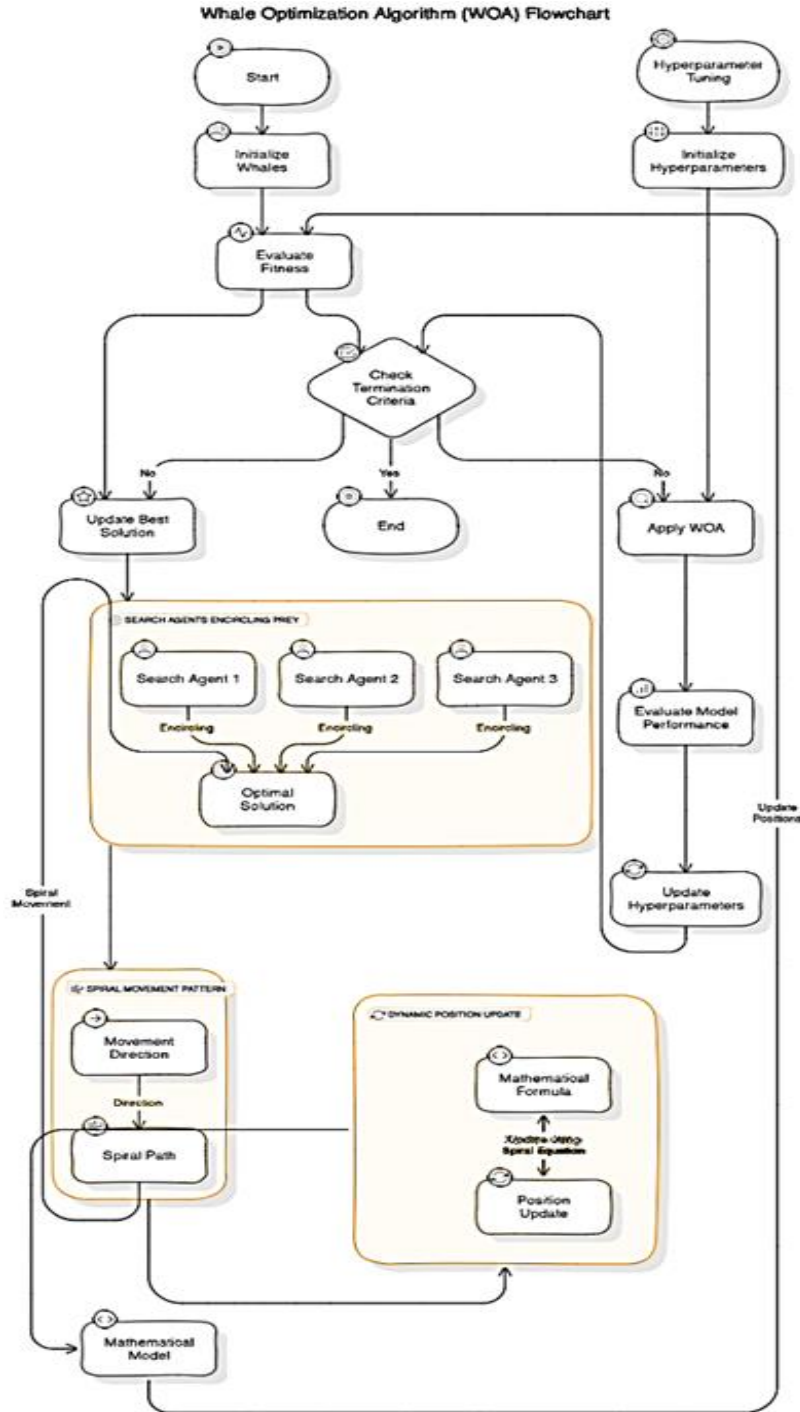 Whale Optimization Algorithm (WOA) Flowchart
Start
Hyperparameter
Tuning
Initialize
Whales
Initialize
Hyperparameters
Evaluate
Fitness
Check
Termination
Criteria
No
Yes
No
Update Best
Solution
End
Apply WOA
SEARCH AGENTS ENCIRCLING PREY
Search Agent 1
Search Agent 2
Search Agent 3
Encircling
Encircling
Encircling
Evaluate Model
Performance
Optimal
Solution
Update
Positions
Spiral
Movement
Update
Hyperparameters
SPIRAL MOVEMENT PATTERN
DYNAMIC POSITION UPDATE
Movement
Direction
Mathematical
Formula
Direction
Using
Spiral Equation
Spiral Path
Position
Update
Mathematical
Model